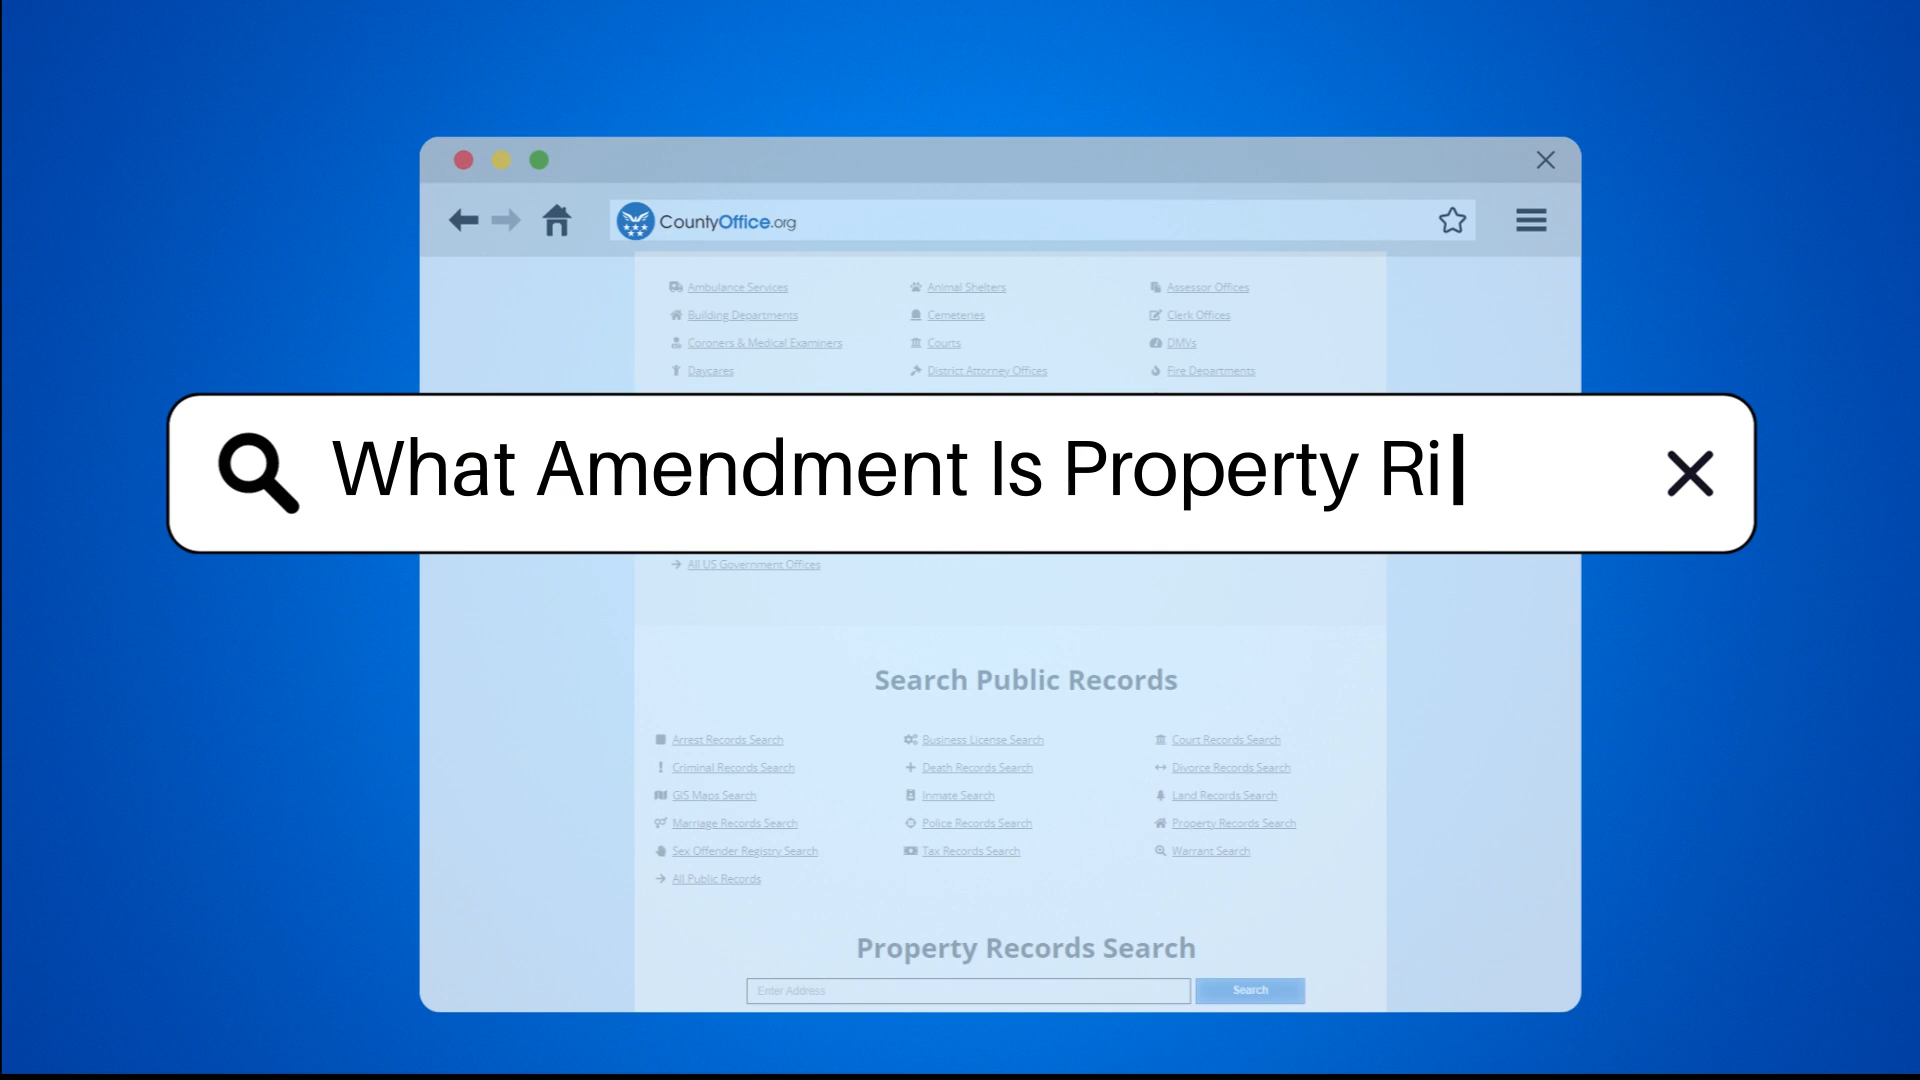 CountyOffice.org
Ambulance Services Animal Shelters Assessor Offices
Building Departments Cemeteries Clerk Offices
Coroners & Medical Examiners Courts DMVs
Daycares District Attorney Offices Fire Departments
What Amendment Is Property Ri
All US Government Offices
Search Public Records
Arrest Records Search Business License Search Court Records Search
Criminal Records Search Death Records Search Divorce Records Search
GIS Maps Search Inmate Search Land Records Search
Marriage Records Search Police Records Search Property Records Search
Sex Offender Registry Search Tax Records Search Warrant Search
All Public Records
Property Records Search
Enter Address Search